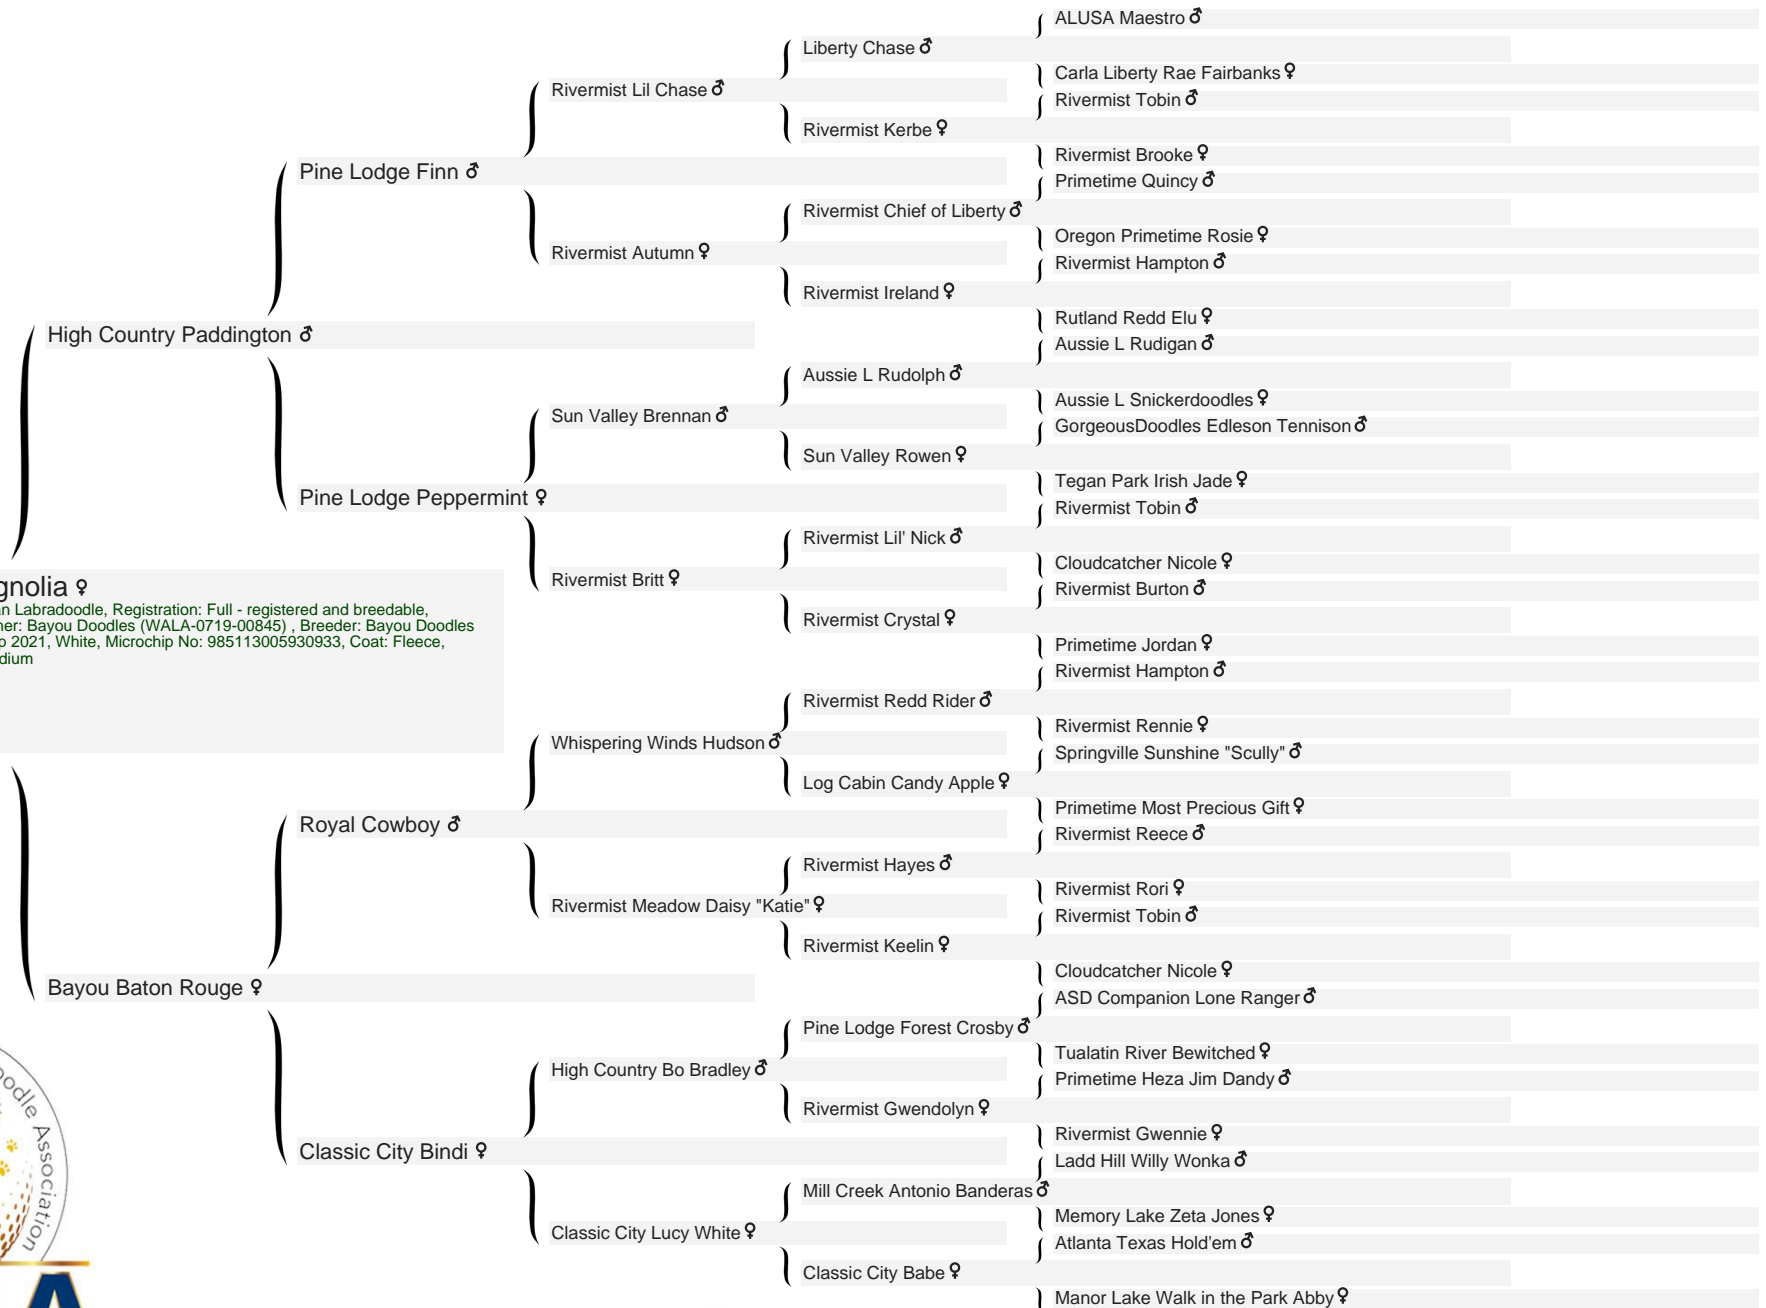 ALUSA Maestro ♂
Liberty Chase ♂
Carla Liberty Rae Fairbanks ♀
Rivermist Lil Chase ♂
Rivermist Tobin ♂
Rivermist Kerbe ♀
Rivermist Brooke ♀
Pine Lodge Finn ♂
Primetime Quincy ♂
Rivermist Chief of Liberty ♂
Oregon Primetime Rosie ♀
Rivermist Autumn ♀
Rivermist Hampton ♂
Rivermist Ireland ♀
Rutland Redd Elu ♀
High Country Paddington ♂
Aussie L Rudigan ♂
Aussie L Rudolph ♂
Aussie L Snickerdoodles ♀
Sun Valley Brennan ♂
GorgeousDoodles Edleson Tennison ♂
Sun Valley Rowen ♀
Tegan Park Irish Jade ♀
Pine Lodge Peppermint ♀
Rivermist Tobin ♂
Rivermist Lil' Nick ♂
Cloudcatcher Nicole ♀
Rivermist Britt ♀
Rivermist Burton ♂
Rivermist Crystal ♀
Primetime Jordan ♀
gnolia ♀
n Labradoodle, Registration: Full - registered and breedable,
ner: Bayou Doodles (WALA-0719-00845) , Breeder: Bayou Doodles
p 2021, White, Microchip No: 985113005930933, Coat: Fleece,
dium
Rivermist Hampton ♂
Rivermist Redd Rider ♂
Rivermist Rennie ♀
Whispering Winds Hudson ♂
Springville Sunshine "Scully" ♂
Log Cabin Candy Apple ♀
Primetime Most Precious Gift ♀
Royal Cowboy ♂
Rivermist Reece ♂
Rivermist Hayes ♂
Rivermist Rori ♀
Rivermist Meadow Daisy "Katie" ♀
Rivermist Tobin ♂
Rivermist Keelin ♀
Cloudcatcher Nicole ♀
Bayou Baton Rouge ♀
ASD Companion Lone Ranger ♂
Pine Lodge Forest Crosby ♂
Tualatin River Bewitched ♀
High Country Bo Bradley ♂
Primetime Heza Jim Dandy ♂
Rivermist Gwendolyn ♀
Rivermist Gwennie ♀
Classic City Bindi ♀
Ladd Hill Willy Wonka ♂
Mill Creek Antonio Banderas ♂
Memory Lake Zeta Jones ♀
Classic City Lucy White ♀
Atlanta Texas Hold'em ♂
Classic City Babe ♀
Manor Lake Walk in the Park Abby ♀
oodle Association
A